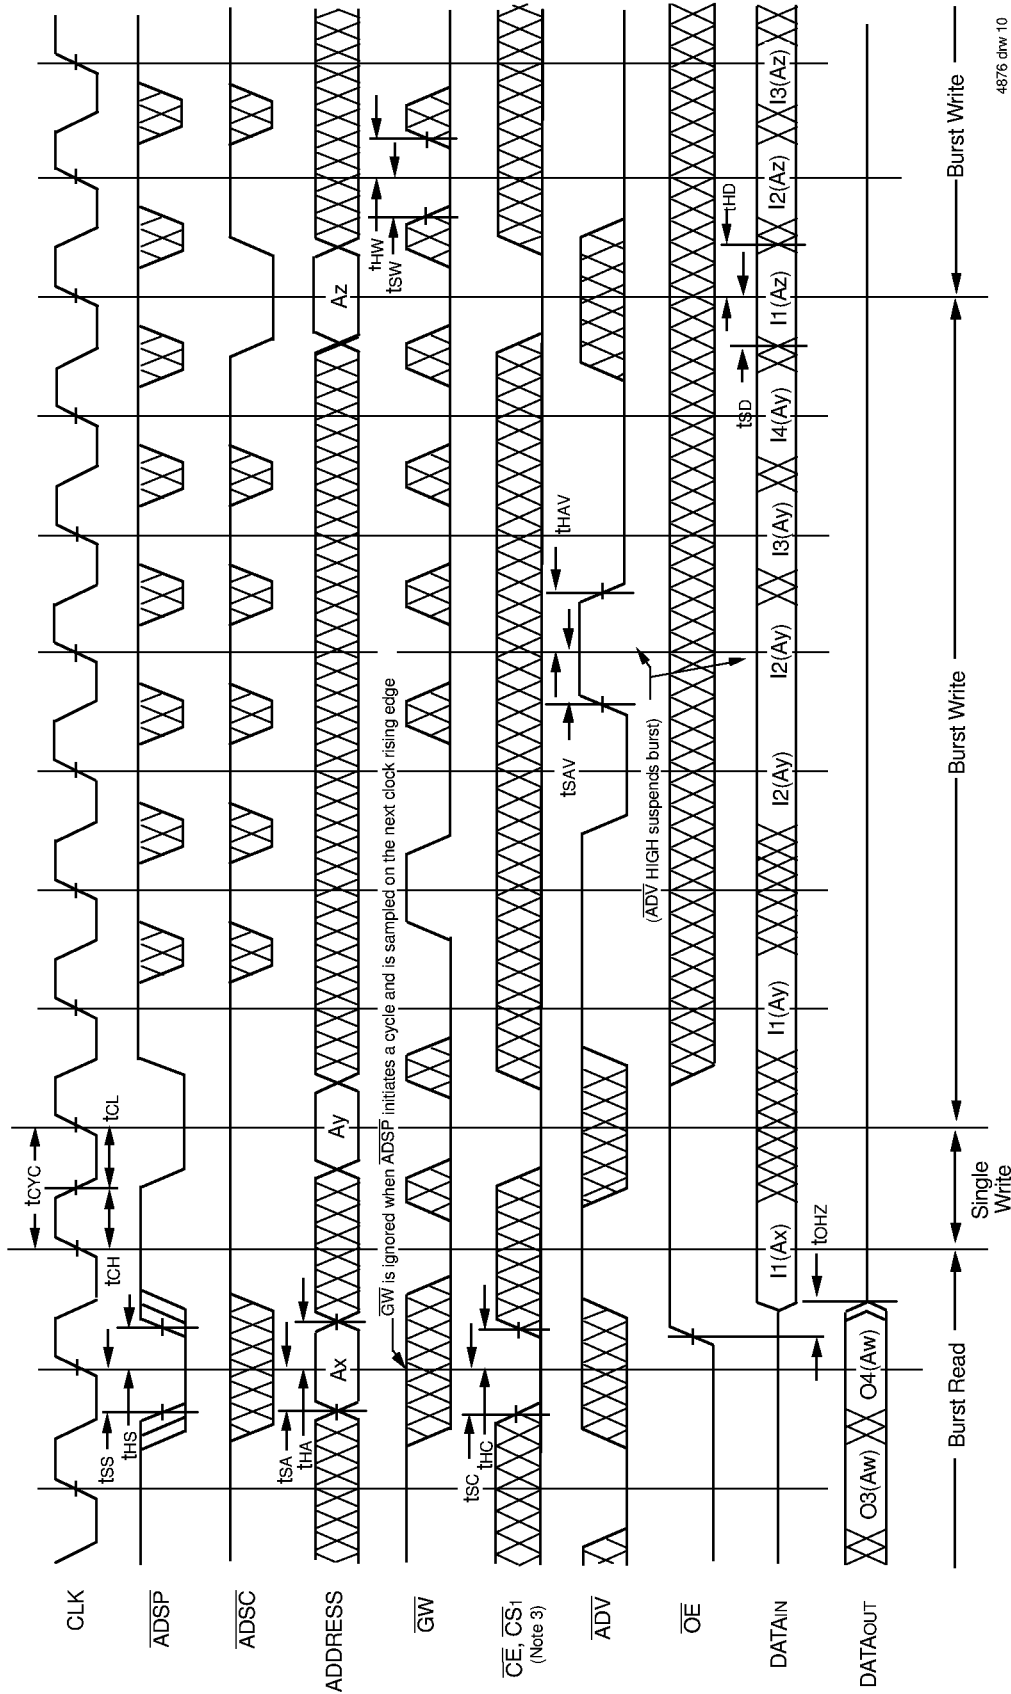 CLK
tCYC
tCH
tCL
ADSP
tSS
tHS
ADSC
ADDRESS
tSA
tHA
Ax
Ay
Az
GW
GW is ignored when ADSP initiates a cycle and is sampled on the next clock rising edge
tHW
tSW
CE, CS1
(Note 3)
tSC
tHC
ADV
tSAV
tHAV
(ADV HIGH suspends burst)
OE
DATAIN
I1(Ax)
I1(Ay)
I2(Ay)
I2(Ay)
I3(Ay)
I4(Ay)
I1(Az)
I2(Az)
I3(Az)
tSD
tHD
DATAOUT
O3(Aw)
O4(Aw)
tOHZ
Burst Read
Single
Write
Burst Write
Burst Write
4876 drw 10